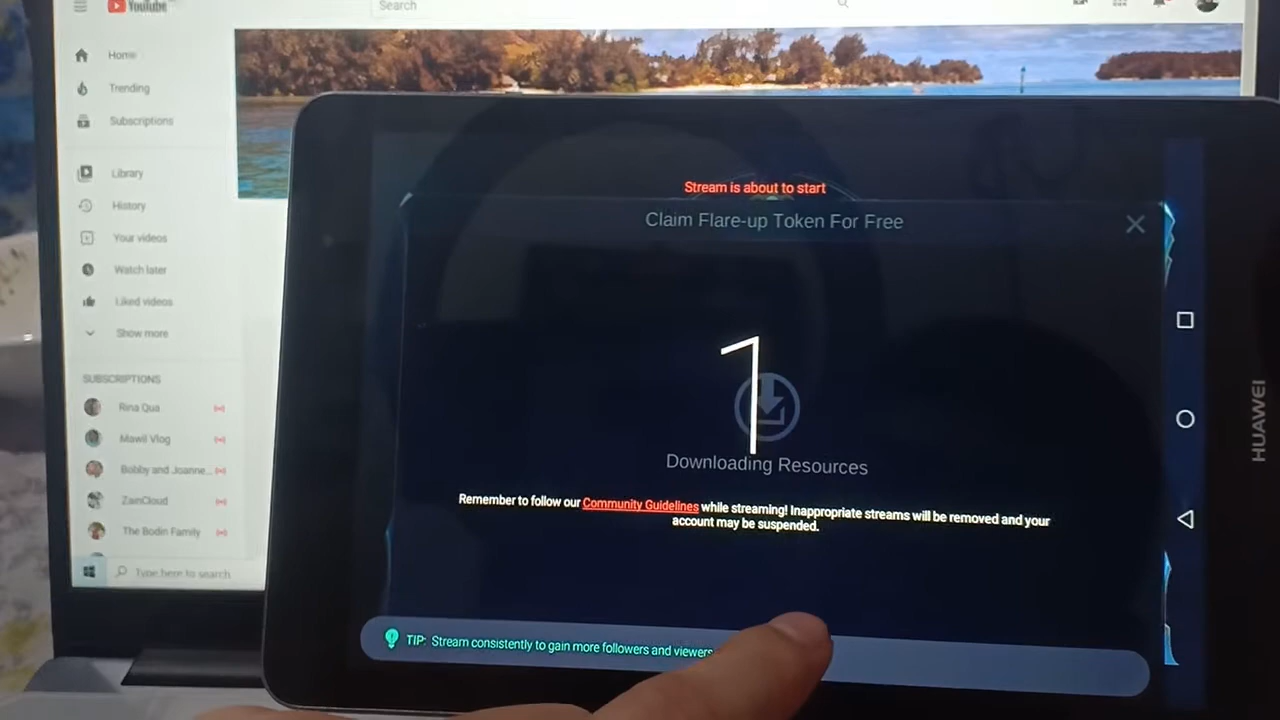 YouTube
Search
Home
Trending
Subscriptions
Library
History
Your videos
Watch later
Liked videos
Show more
SUBSCRIPTIONS
Rina Qua
Mawil Vlog
Bobby and Joanne...
ZainCloud
The Bodin Family
Type here to search
Stream is about to start
Claim Flare-up Token For Free
1
Downloading Resources
Remember to follow our Community Guidelines while streaming! Inappropriate streams will be removed and your
account may be suspended.
TIP: Stream consistently to gain more followers and viewers
HUAWEI